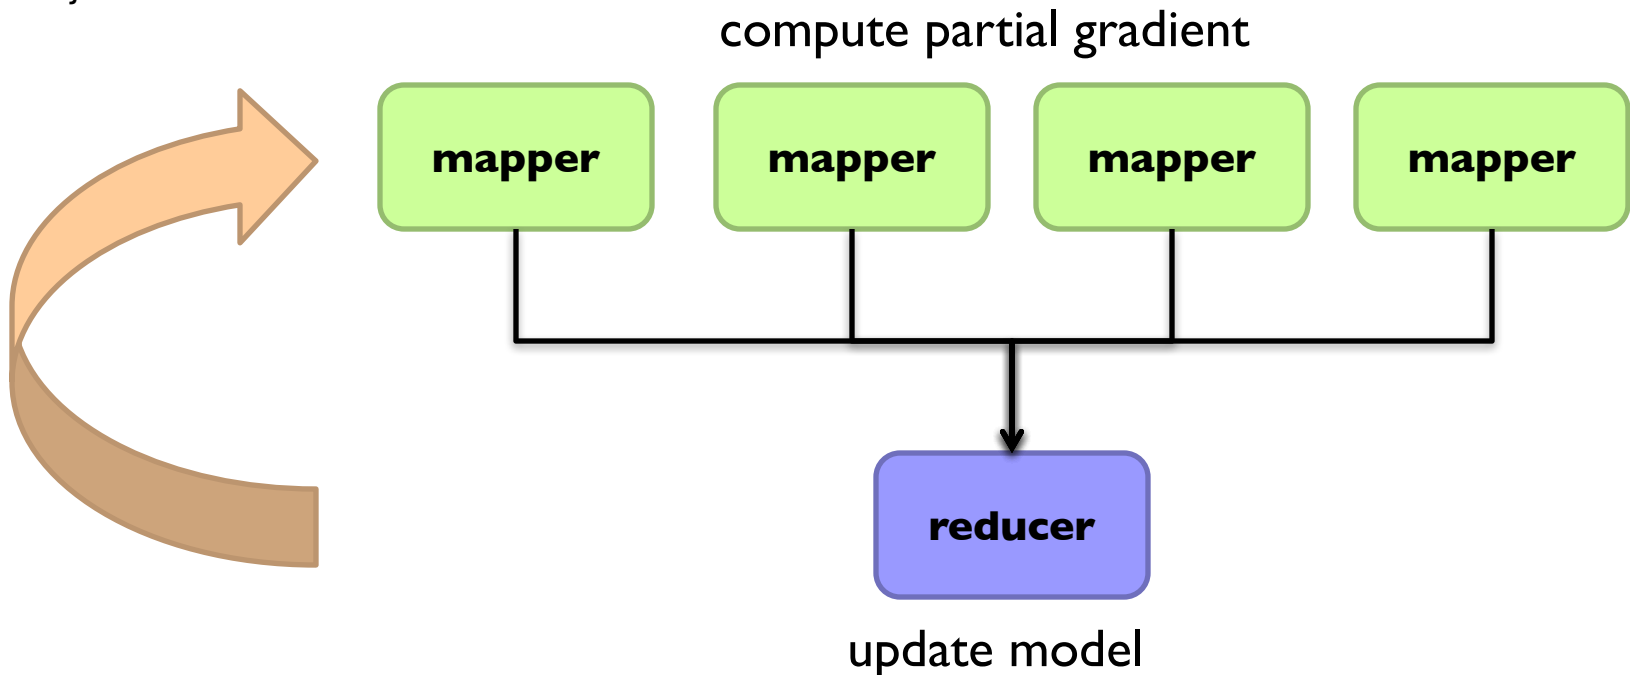 compute partial gradient
mapper mapper mapper mapper
reducer
update model